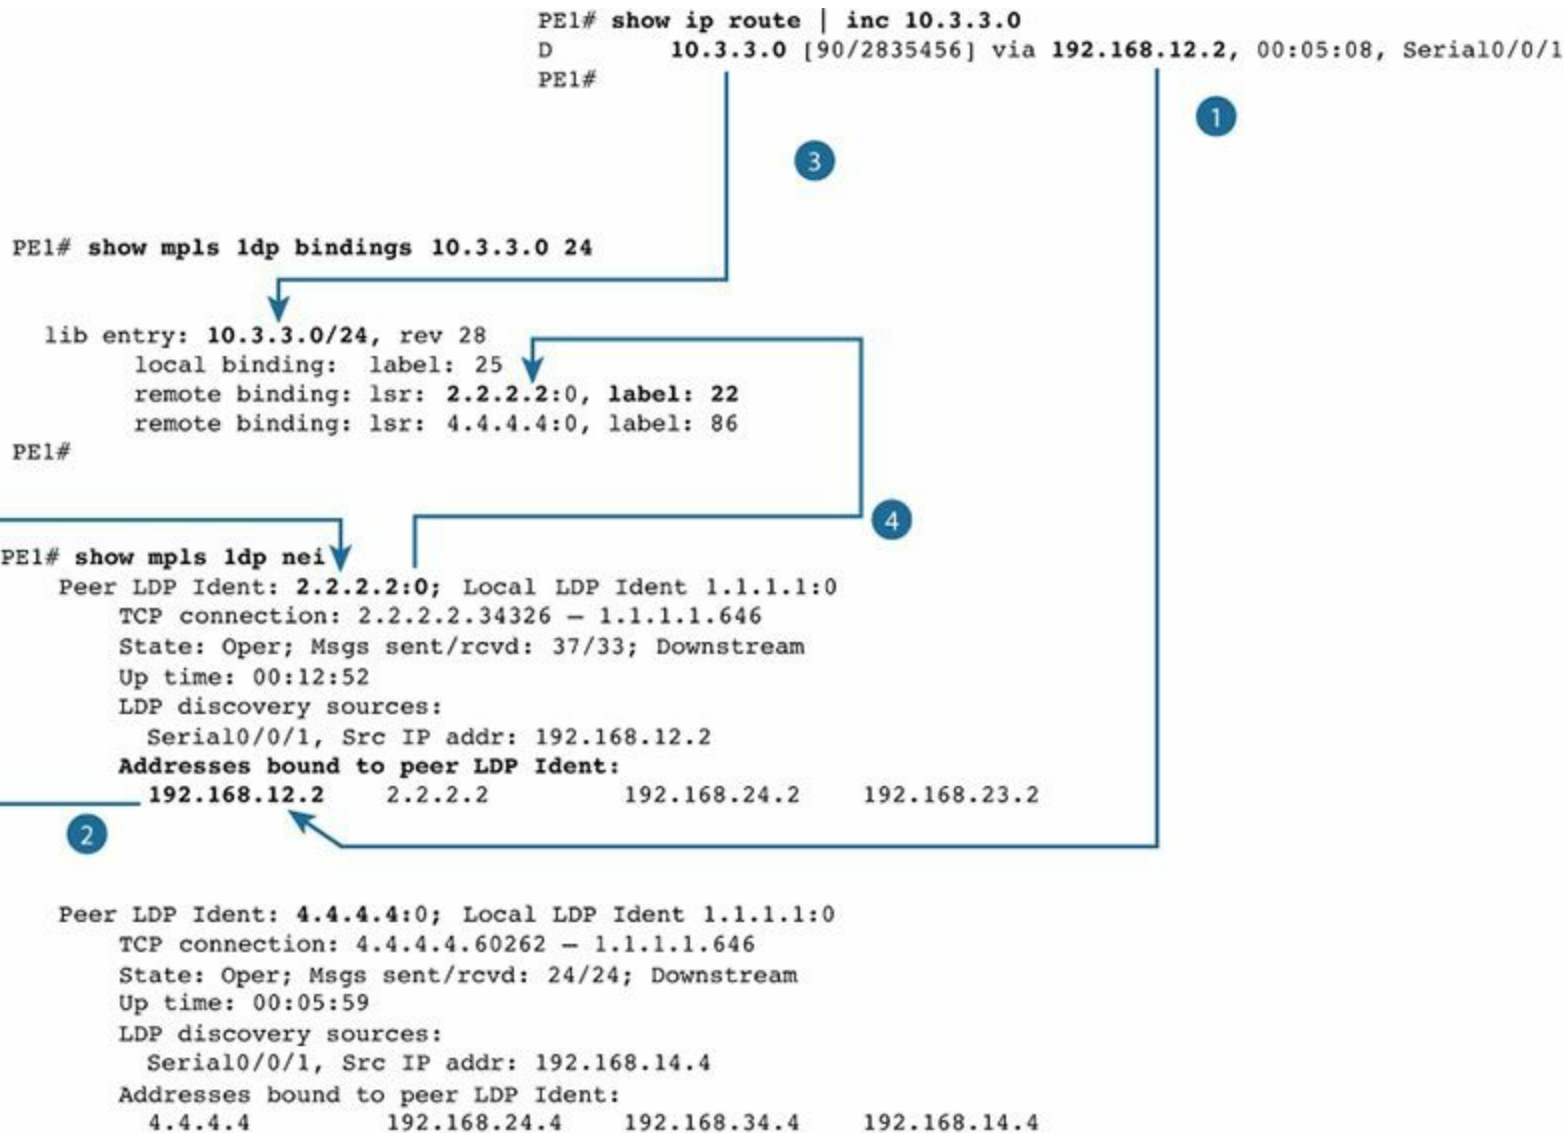 PE1# show ip route | inc 10.3.3.0
D 10.3.3.0 [90/2835456] via 192.168.12.2, 00:05:08, Serial0/0/1
PE1#
1
3
PE1# show mpls ldp bindings 10.3.3.0 24
lib entry: 10.3.3.0/24, rev 28
local binding: label: 25
remote binding: lsr: 2.2.2.2:0, label: 22
remote binding: lsr: 4.4.4.4:0, label: 86
PE1#
4
PE1# show mpls ldp nei
Peer LDP Ident: 2.2.2.2:0; Local LDP Ident 1.1.1.1:0
TCP connection: 2.2.2.2.34326 – 1.1.1.1.646
State: Oper; Msgs sent/rcvd: 37/33; Downstream
Up time: 00:12:52
LDP discovery sources:
Serial0/0/1, Src IP addr: 192.168.12.2
Addresses bound to peer LDP Ident:
192.168.12.2 2.2.2.2 192.168.24.2 192.168.23.2
2
Peer LDP Ident: 4.4.4.4:0; Local LDP Ident 1.1.1.1:0
TCP connection: 4.4.4.4.60262 – 1.1.1.1.646
State: Oper; Msgs sent/rcvd: 24/24; Downstream
Up time: 00:05:59
LDP discovery sources:
Serial0/0/1, Src IP addr: 192.168.14.4
Addresses bound to peer LDP Ident:
4.4.4.4 192.168.24.4 192.168.34.4 192.168.14.4